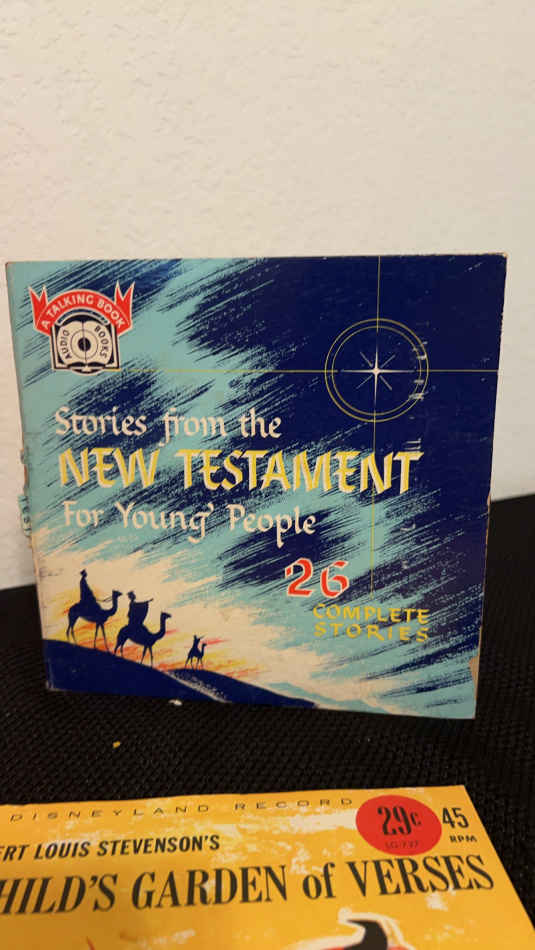 A TALKING BOOK
AUDIO BOOKS
Stories from the
NEW TESTAMENT
For Young People
26
COMPLETE
STORIES
DISNEYLAND RECORD
29¢
45
RPM
ERT LOUIS STEVENSON'S
HILD'S GARDEN of VERSES